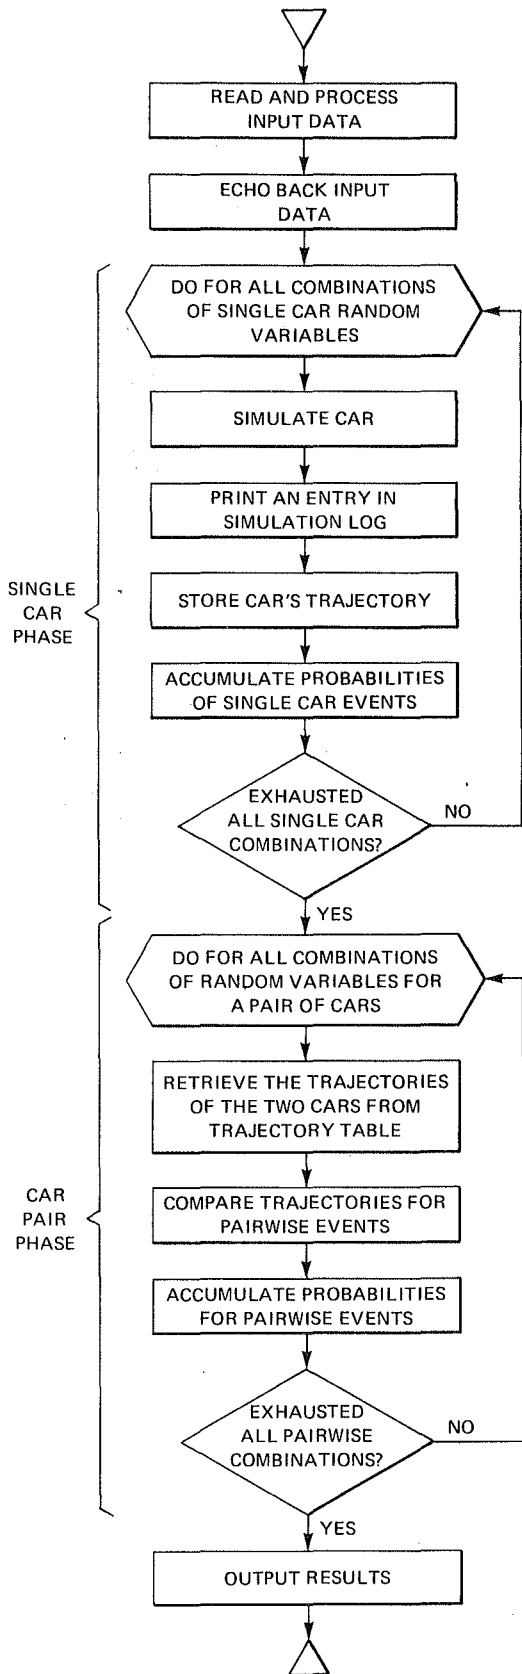 READ AND PROCESS
INPUT DATA
ECHO BACK INPUT
DATA
DO FOR ALL COMBINATIONS
OF SINGLE CAR RANDOM
VARIABLES
SIMULATE CAR
PRINT AN ENTRY IN
SIMULATION LOG
STORE CAR'S TRAJECTORY
ACCUMULATE PROBABILITIES
OF SINGLE CAR EVENTS
EXHAUSTED
ALL SINGLE CAR
COMBINATIONS?
NO
YES
SINGLE
CAR
PHASE
DO FOR ALL COMBINATIONS
OF RANDOM VARIABLES FOR
A PAIR OF CARS
RETRIEVE THE TRAJECTORIES
OF THE TWO CARS FROM
TRAJECTORY TABLE
COMPARE TRAJECTORIES FOR
PAIRWISE EVENTS
ACCUMULATE PROBABILITIES
FOR PAIRWISE EVENTS
EXHAUSTED
ALL PAIRWISE
COMBINATIONS?
NO
YES
CAR
PAIR
PHASE
OUTPUT RESULTS